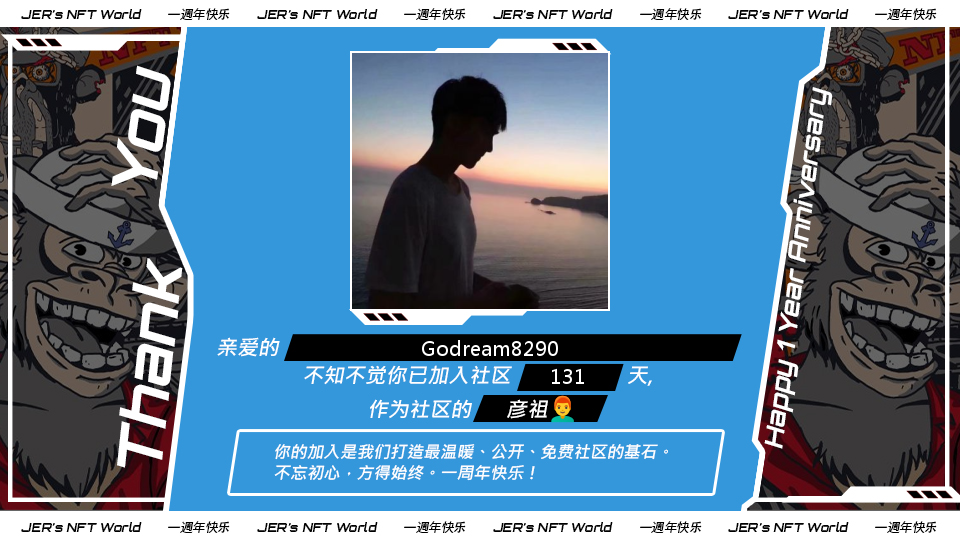 JER's NFT World 一週年快乐 JER's NFT World 一週年快乐 JER's NFT World 一週年快乐 JER's NFT World 一週年快乐
Thank You
Happy 1 Year Anniversary
亲爱的 Godream8290
不知不觉你已加入社区 131 天,
作为社区的 彦祖👨‍🦰
你的加入是我们打造最温暖、公开、免费社区的基石。
不忘初心，方得始终。一周年快乐！
JER's NFT World 一週年快乐 JER's NFT World 一週年快乐 JER's NFT World 一週年快乐 JER's NFT World 一週年快乐